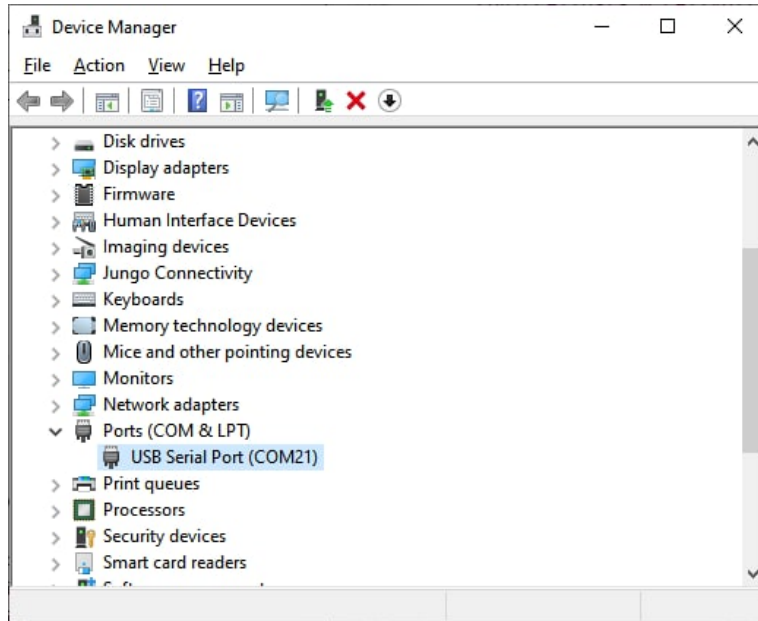 Device Manager
File Action View Help
Disk drives
Display adapters
Firmware
Human Interface Devices
Imaging devices
Jungo Connectivity
Keyboards
Memory technology devices
Mice and other pointing devices
Monitors
Network adapters
Ports (COM & LPT)
USB Serial Port (COM21)
Print queues
Processors
Security devices
Smart card readers